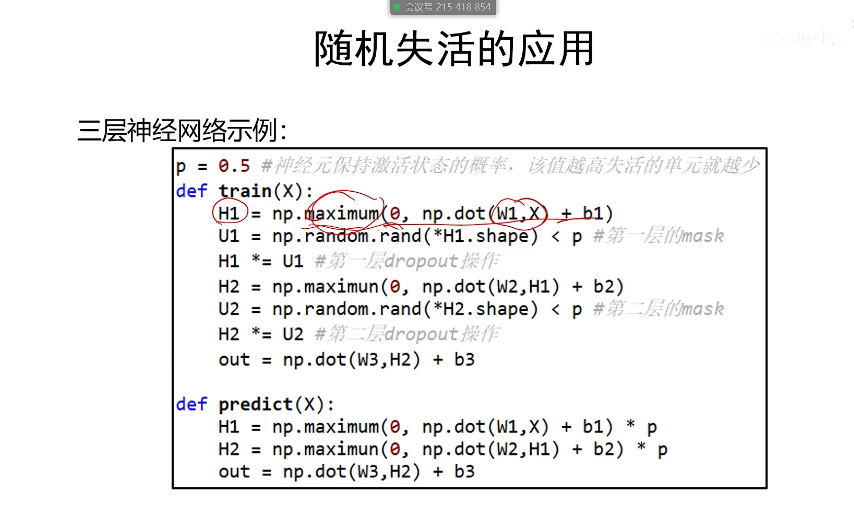 会议号 215 418 854
随机失活的应用
三层神经网络示例：
p = 0.5 #神经元保持激活状态的概率，该值越高失活的单元就越少
def train(X):
H1 = np.maximum(0, np.dot(W1,X) + b1)
U1 = np.random.rand(*H1.shape) < p #第一层的mask
H1 *= U1 #第一层dropout操作
H2 = np.maximun(0, np.dot(W2,H1) + b2)
U2 = np.random.rand(*H2.shape) < p #第二层的mask
H2 *= U2 #第二层dropout操作
out = np.dot(W3,H2) + b3
def predict(X):
H1 = np.maximum(0, np.dot(W1,X) + b1) * p
H2 = np.maximun(0, np.dot(W2,H1) + b2) * p
out = np.dot(W3,H2) + b3